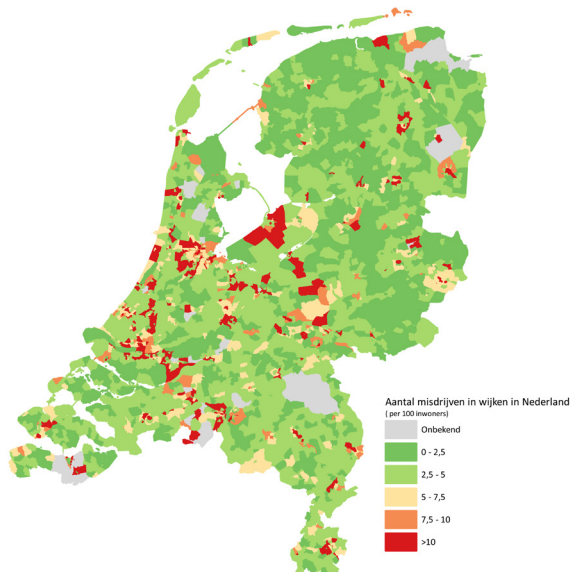 Aantal misdrijven in wijken in Nederland
( per 100 inwoners)
Onbekend
0 - 2,5
2,5 - 5
5 - 7,5
7,5 - 10
>10